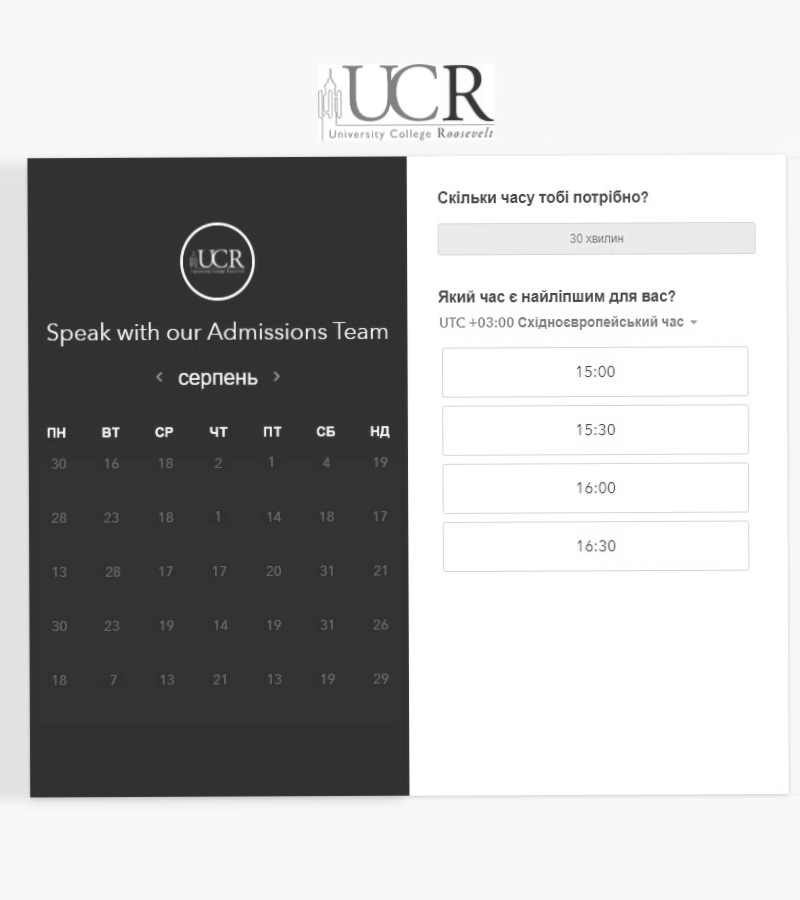 UCR
University College Roosevelt
UCR
Speak with our Admissions Team
серпень
ПН ВТ СР ЧТ ПТ СБ НД
30 16 18 2 1 4 19
28 23 18 1 14 18 17
13 28 17 17 20 31 21
30 23 19 14 19 31 26
18 7 13 21 13 19 29
Скільки часу тобі потрібно?
30 хвилин
Який час є найліпшим для вас?
UTC +03:00 Східноєвропейський час
15:00
15:30
16:00
16:30